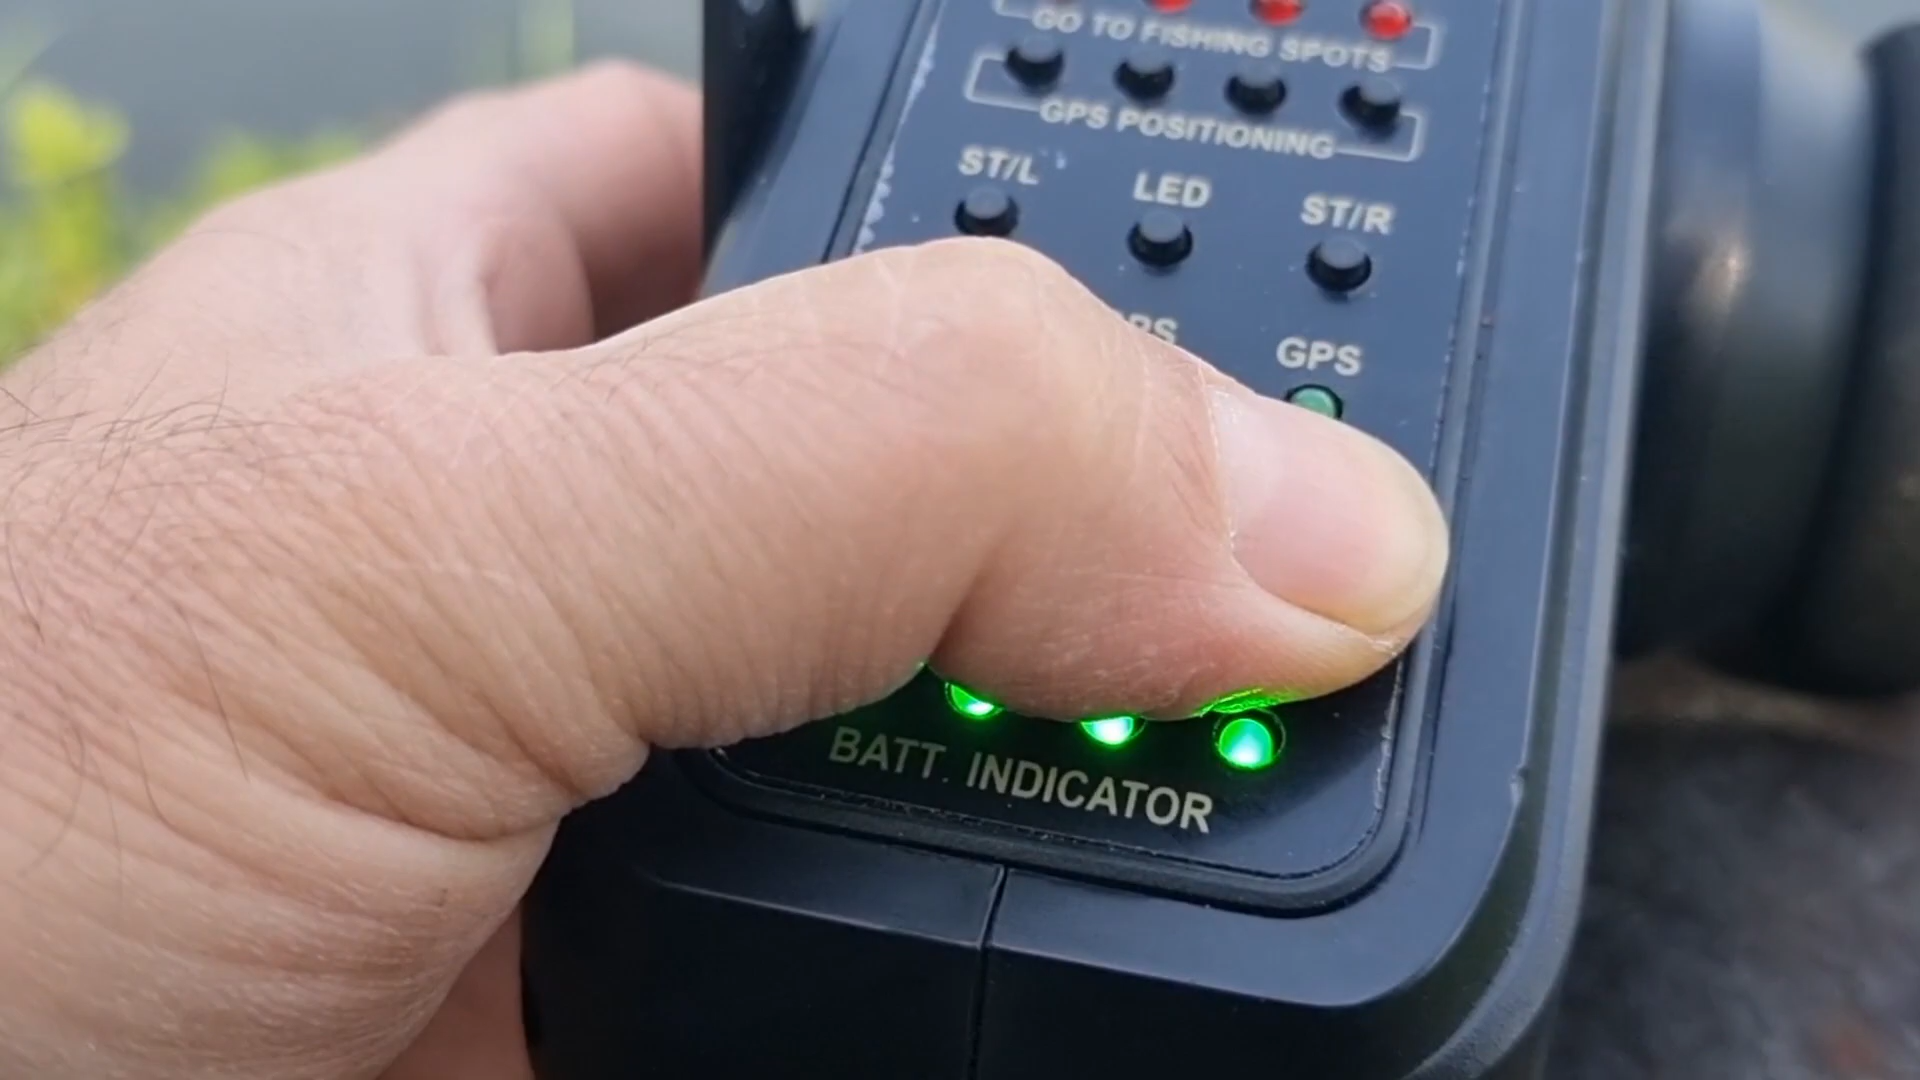 GO TO FISHING SPOTS
GPS POSITIONING
ST/L LED ST/R
GPS
BATT. INDICATOR